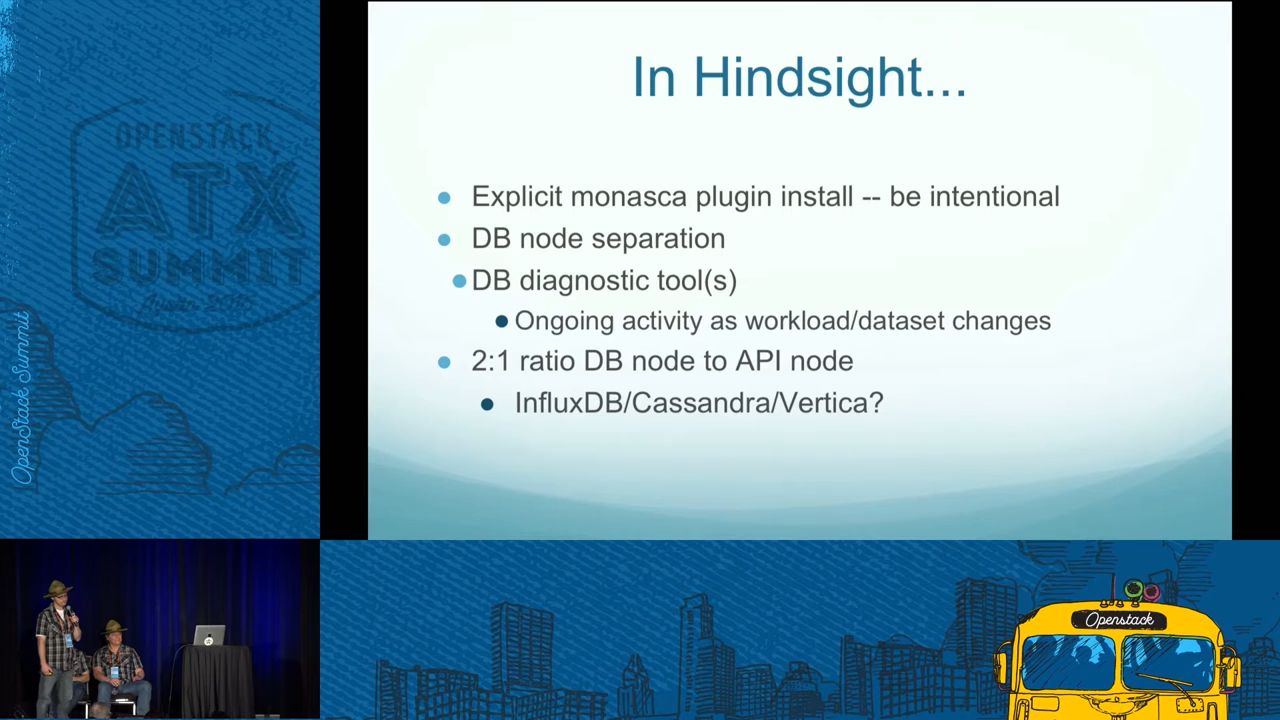 In Hindsight...
Explicit monasca plugin install -- be intentional
DB node separation
DB diagnostic tool(s)
Ongoing activity as workload/dataset changes
2:1 ratio DB node to API node
InfluxDB/Cassandra/Vertica?
OPENSTACK
ATX
SUMMIT
Austin 2016
OpenStack Summit
Openstack